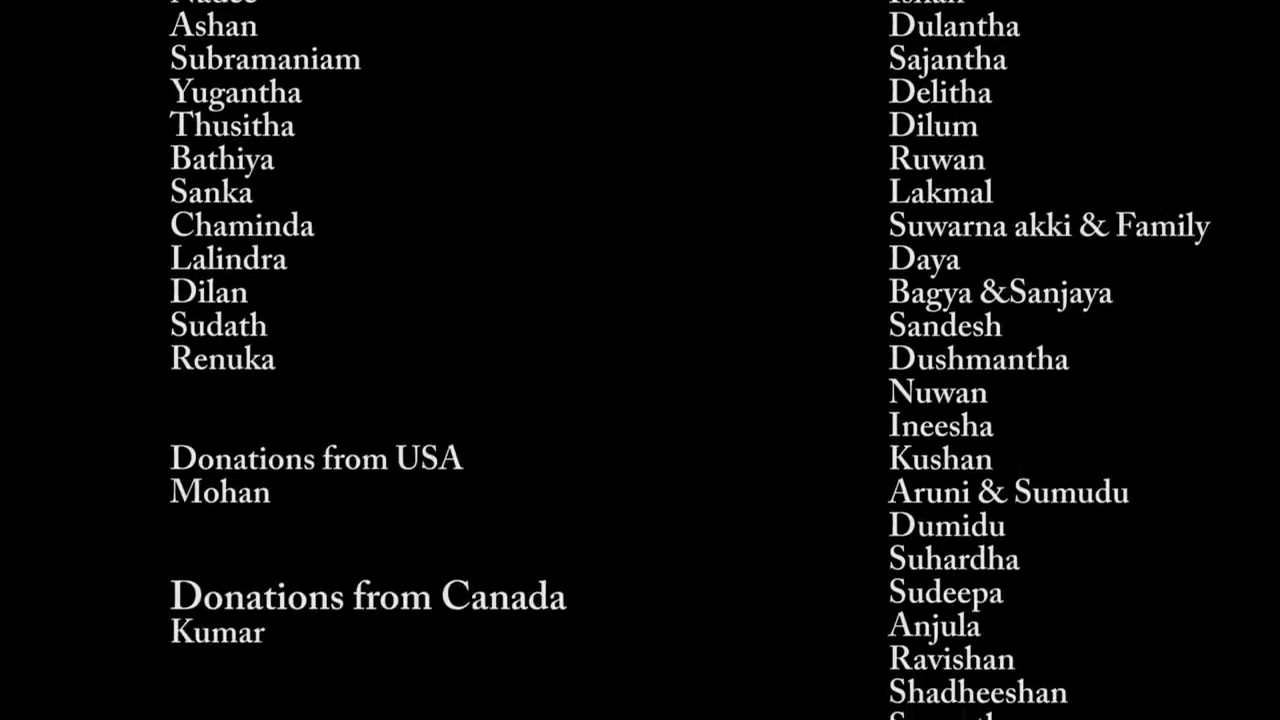 Ashan
Subramaniam
Yugantha
Thusitha
Bathiya
Sanka
Chaminda
Lalindra
Dilan
Sudath
Renuka
Donations from USA
Mohan
Donations from Canada
Kumar
Dulantha
Sajantha
Delitha
Dilum
Ruwan
Lakmal
Suwarna akki & Family
Daya
Bagya &Sanjaya
Sandesh
Dushmantha
Nuwan
Ineesha
Kushan
Aruni & Sumudu
Dumidu
Suhardha
Sudeepa
Anjula
Ravishan
Shadheeshan